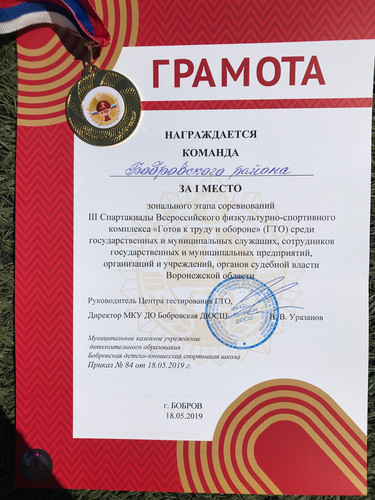 ГРАМОТА
НАГРАЖДАЕТСЯ
КОМАНДА
Бобровского района
ЗА I МЕСТО
зонального этапа соревнований
III Спартакиады Всероссийского физкультурно-спортивного
комплекса «Готов к труду и обороне» (ГТО) среди
государственных и муниципальных служащих, сотрудников
государственных и муниципальных предприятий,
организаций и учреждений, органов судебной власти
Воронежской области
Руководитель Центра тестирования ГТО,
Директор МКУ ДО Бобровская ДЮСШ Н. В. Уразанов
Муниципальное казенное учреждение
дополнительного образования
Бобровская детско-юношеская спортивная школа
Приказ № 84 от 18.05.2019 г.
г. БОБРОВ
18.05.2019